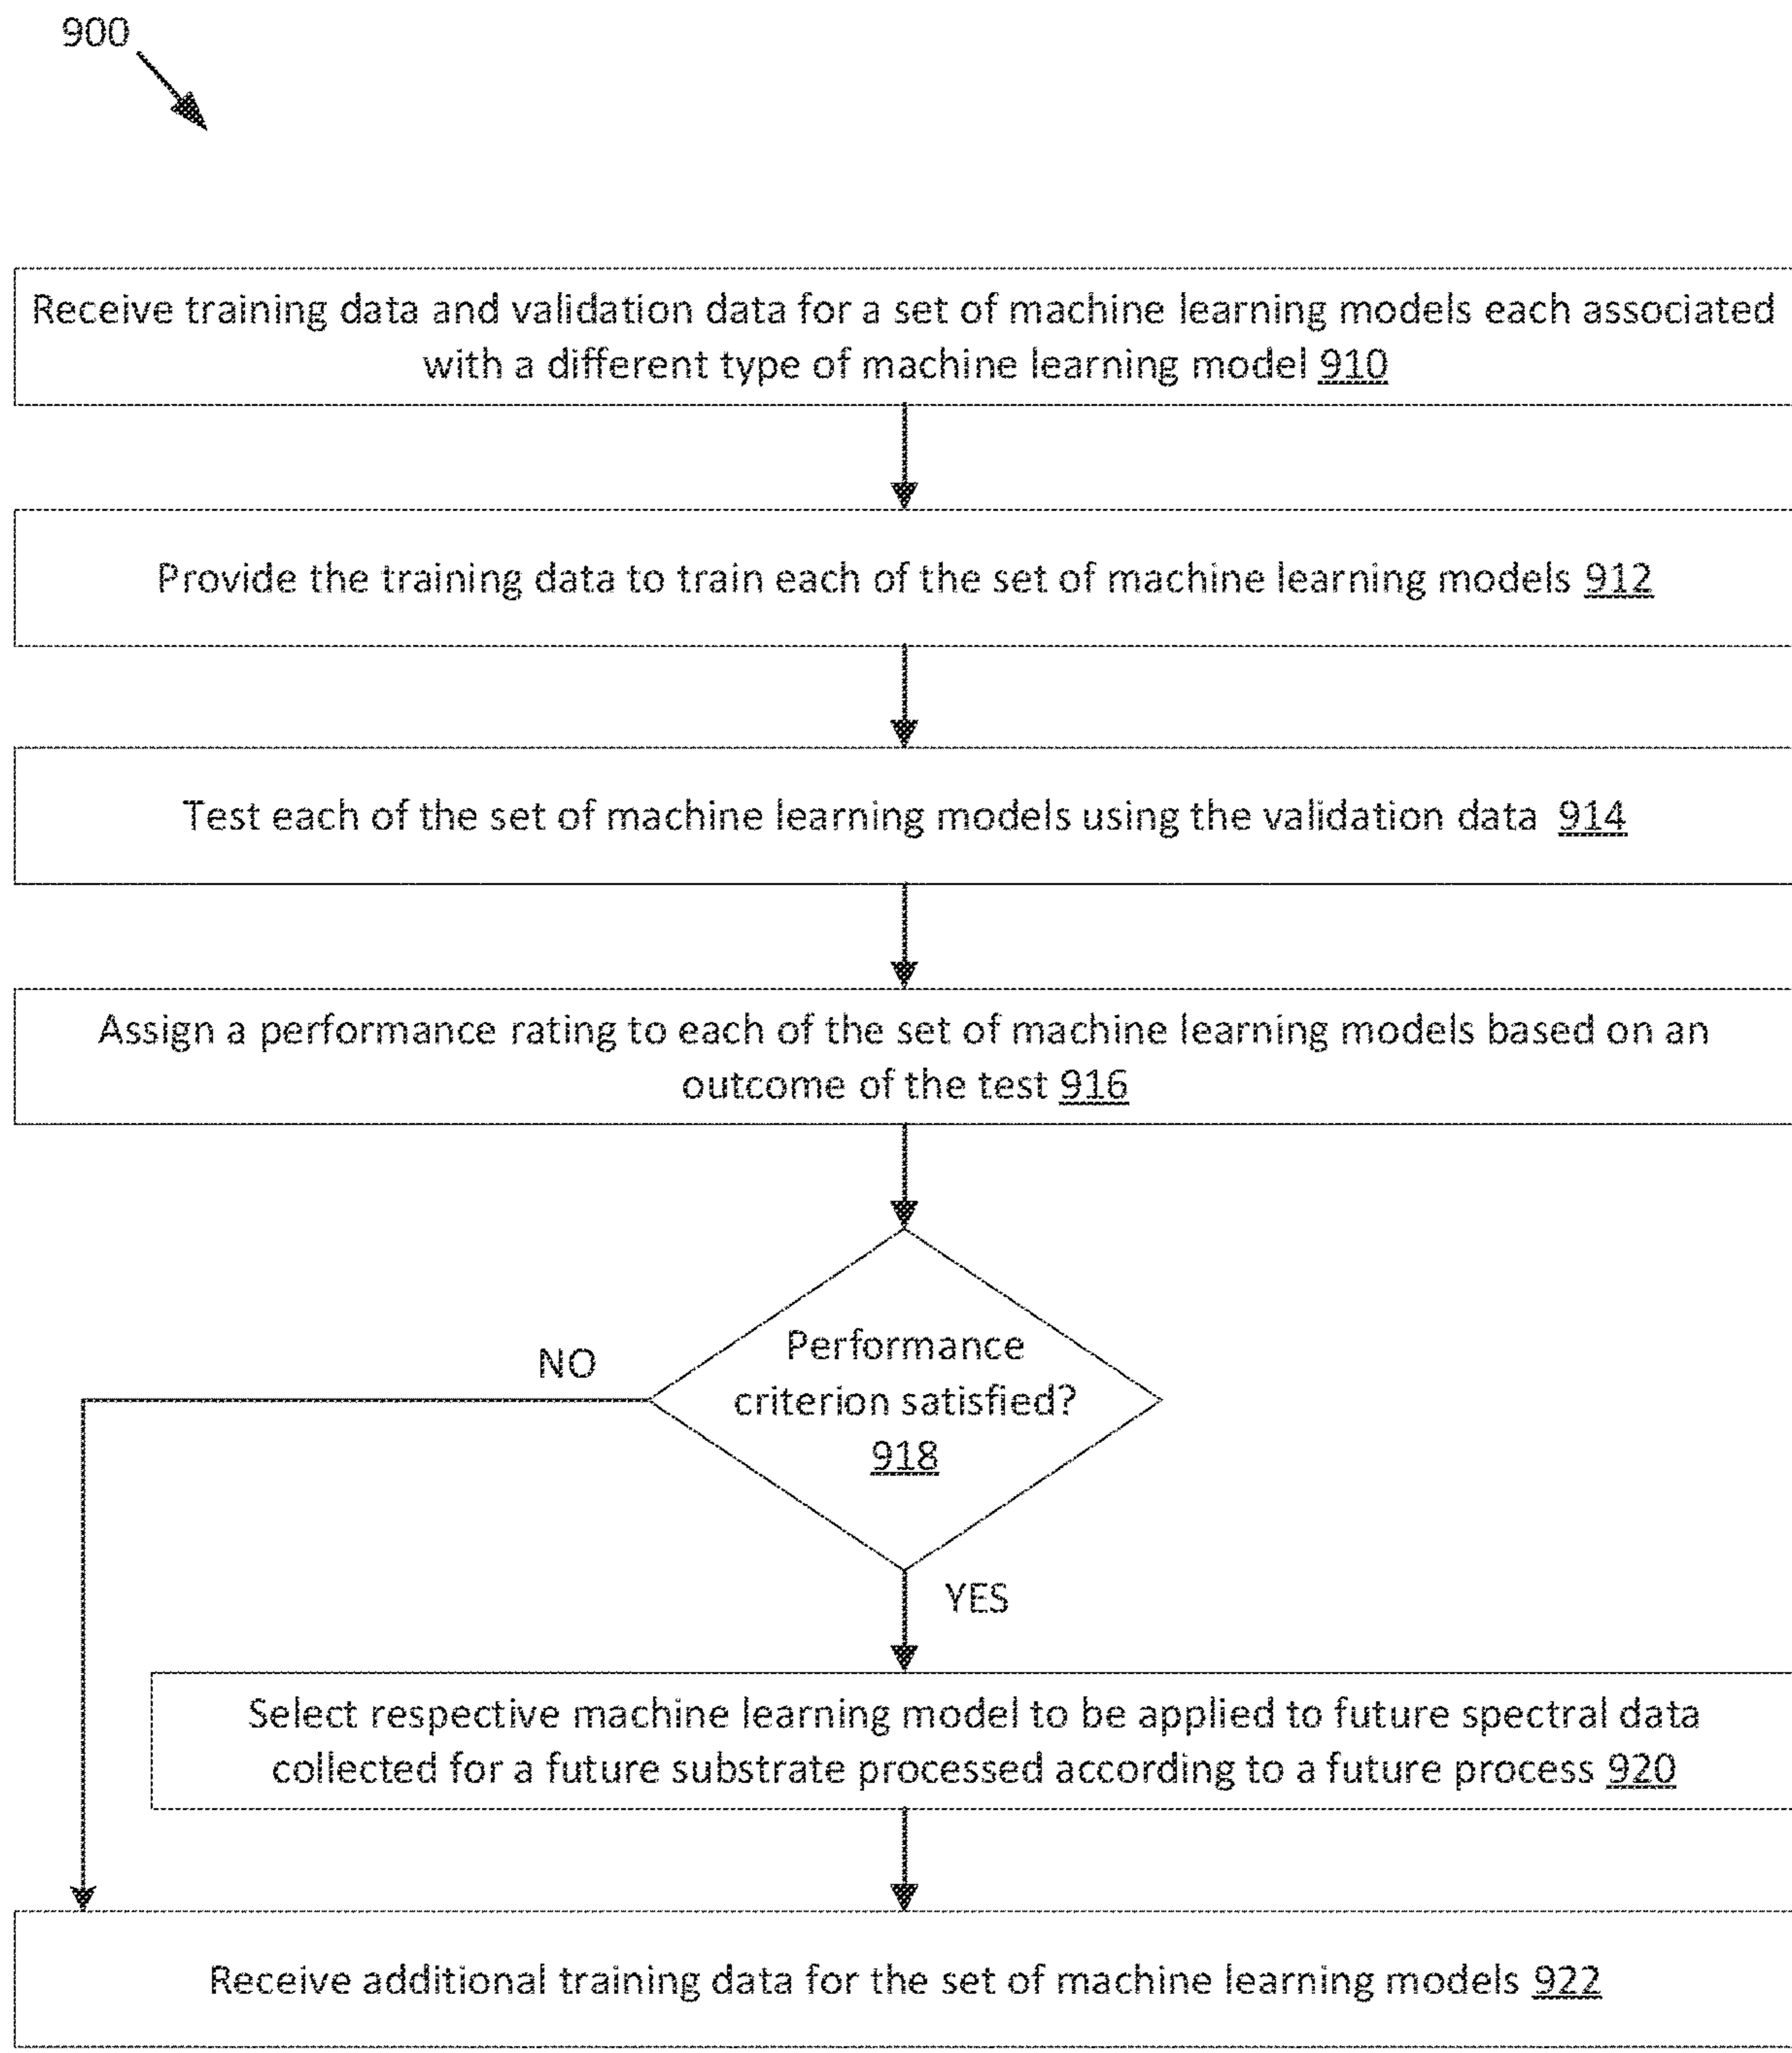 900
Receive training data and validation data for a set of machine learning models each associated
with a different type of machine learning model 910
Provide the training data to train each of the set of machine learning models 912
Test each of the set of machine learning models using the validation data 914
Assign a performance rating to each of the set of machine learning models based on an
outcome of the test 916
Performance
criterion satisfied?
918
NO
YES
Select respective machine learning model to be applied to future spectral data
collected for a future substrate processed according to a future process 920
Receive additional training data for the set of machine learning models 922